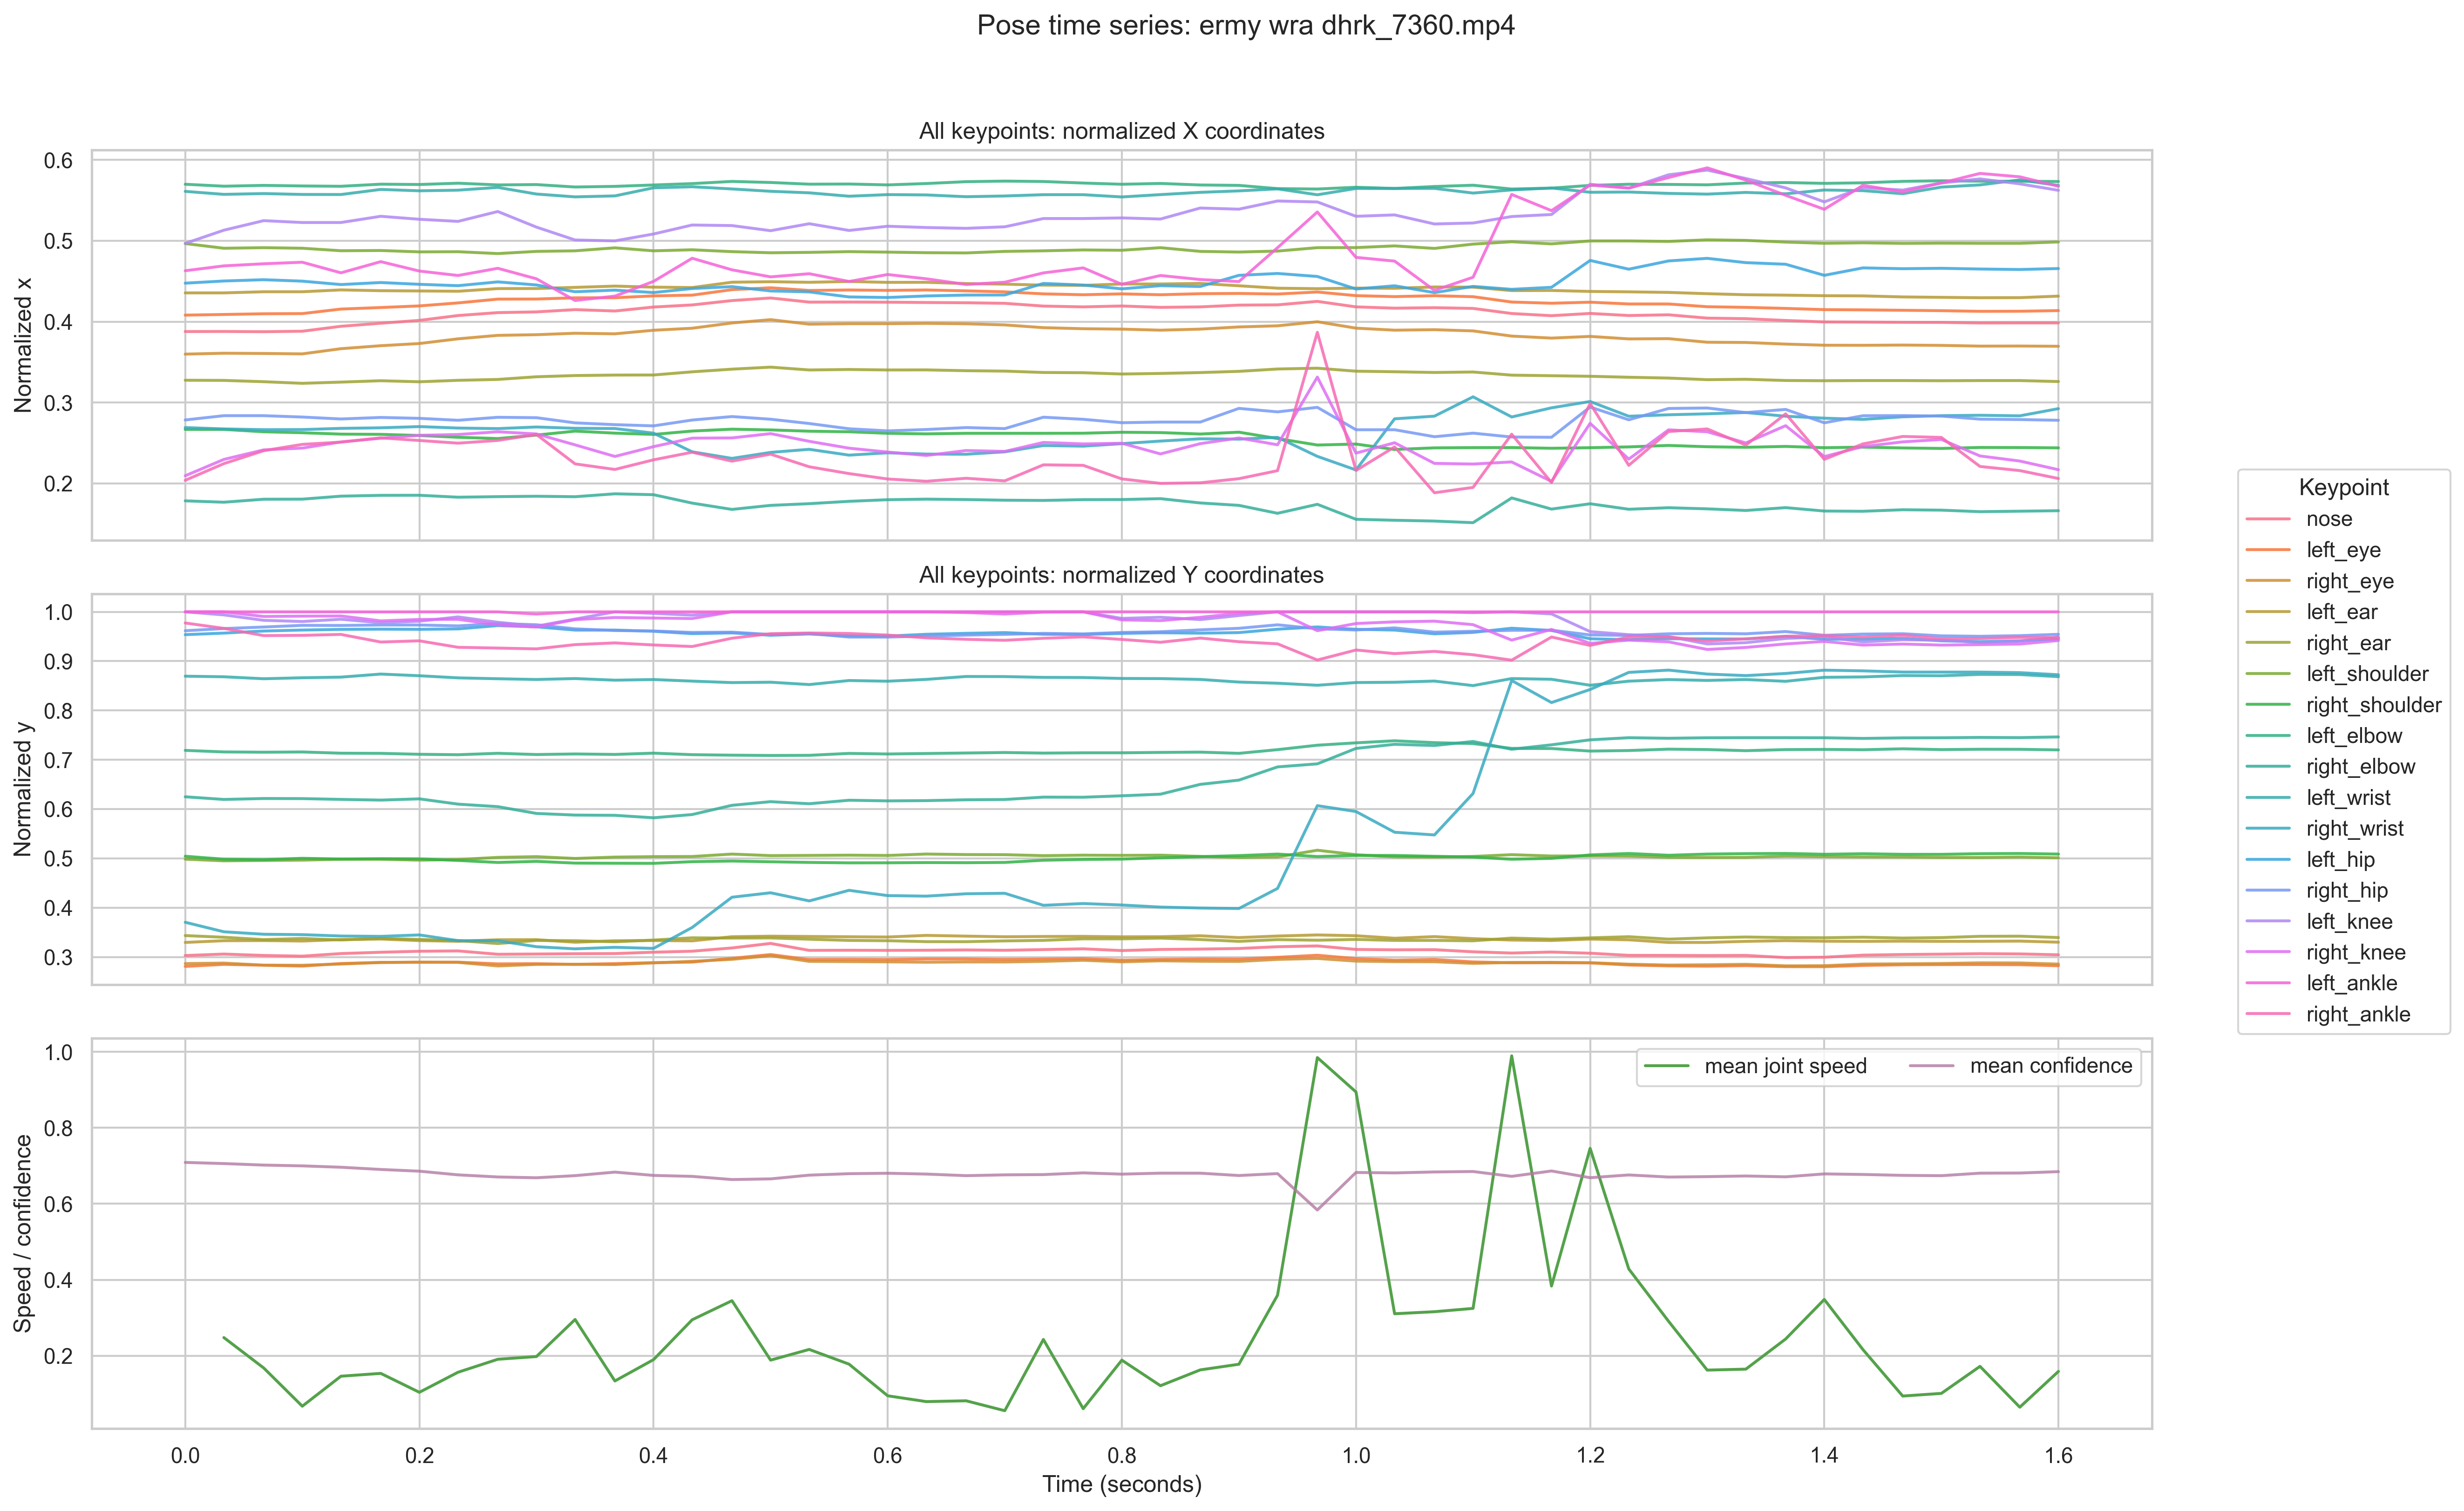 Pose time series: ermy wra dhrk_7360.mp4
All keypoints: normalized X coordinates
Normalized x
0.6
0.5
0.4
0.3
0.2
All keypoints: normalized Y coordinates
Normalized y
1.0
0.9
0.8
0.7
0.6
0.5
0.4
0.3
Keypoint
nose
left_eye
right_eye
left_ear
right_ear
left_shoulder
right_shoulder
left_elbow
right_elbow
left_wrist
right_wrist
left_hip
right_hip
left_knee
right_knee
left_ankle
right_ankle
Speed / confidence
1.0
0.8
0.6
0.4
0.2
mean joint speed
mean confidence
0.0 0.2 0.4 0.6 0.8 1.0 1.2 1.4 1.6
Time (seconds)